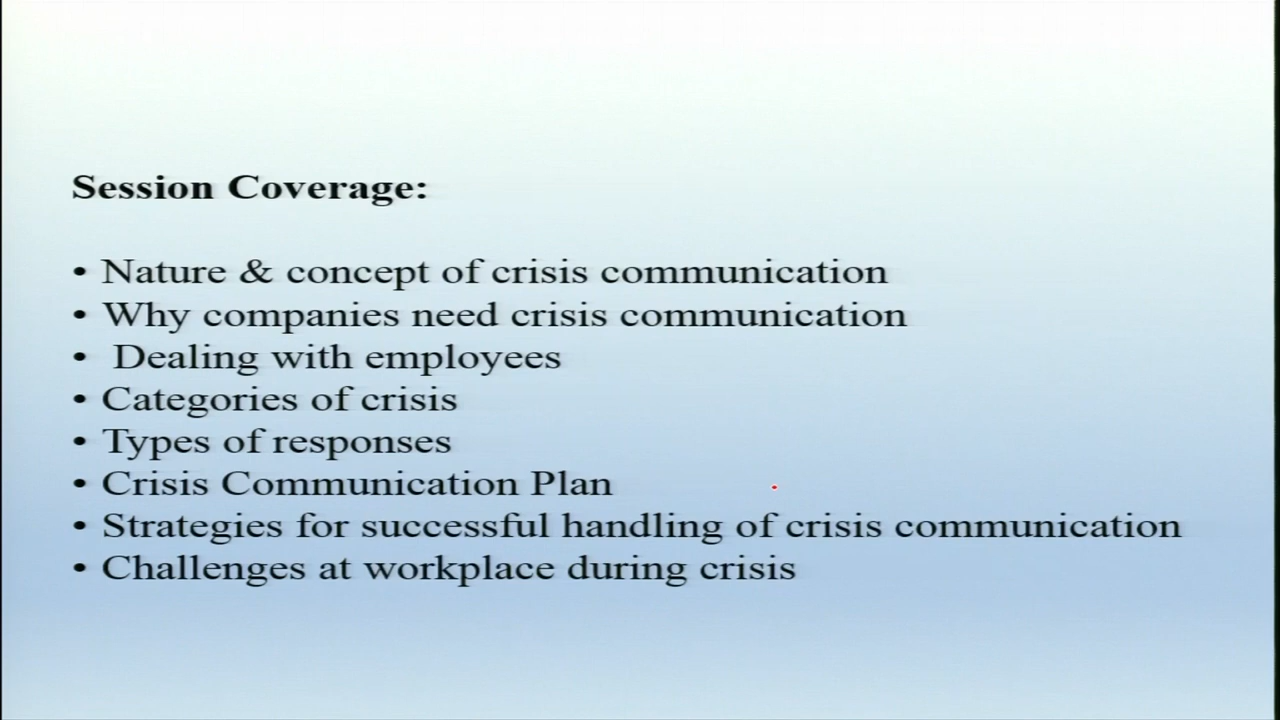 Session Coverage:
• Nature & concept of crisis communication
• Why companies need crisis communication
• Dealing with employees
• Categories of crisis
• Types of responses
• Crisis Communication Plan
• Strategies for successful handling of crisis communication
• Challenges at workplace during crisis